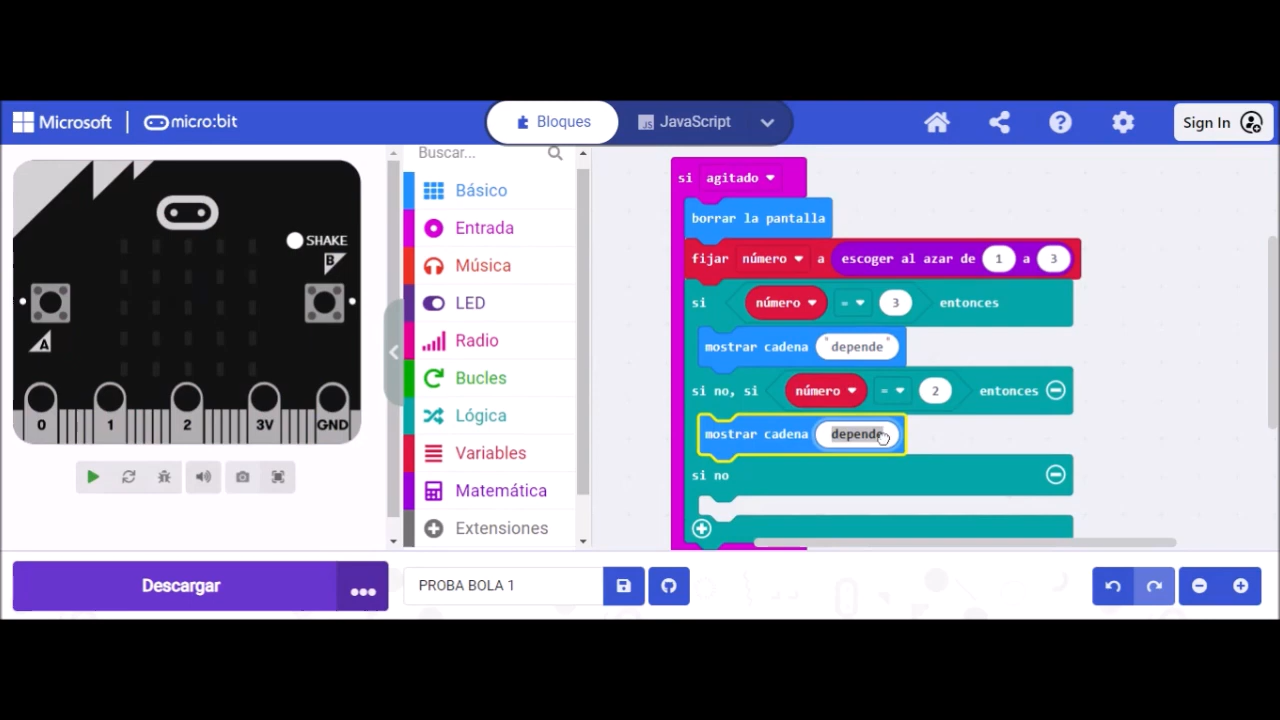 Microsoft | micro:bit
Bloques
JavaScript
Sign In
SHAKE
B
A
0 1 2 3V GND
Buscar...
Básico
Entrada
Música
LED
Radio
Bucles
Lógica
Variables
Matemática
Extensiones
si agitado
borrar la pantalla
fijar número a escoger al azar de 1 a 3
si número = 3 entonces
mostrar cadena "depende"
si no, si número = 2 entonces
mostrar cadena depende
si no
Descargar
PROBA BOLA 1